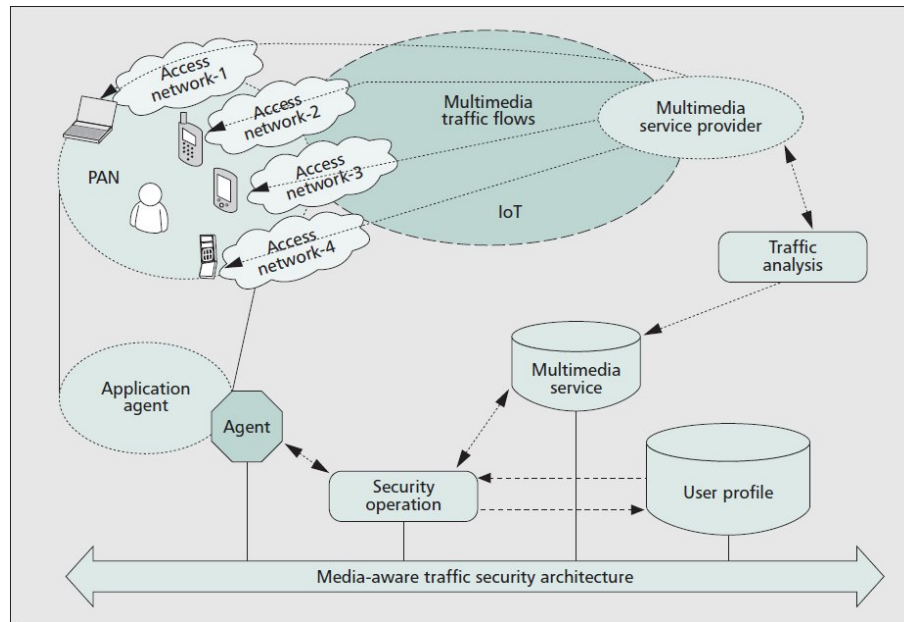 Access
network-1
Access
network-2
Multimedia
traffic flows
Multimedia
service provider
PAN
Access
network-3
IoT
Access
network-4
Traffic
analysis
Multimedia
service
Application
agent
Agent
Security
operation
User profile
Media-aware traffic security architecture